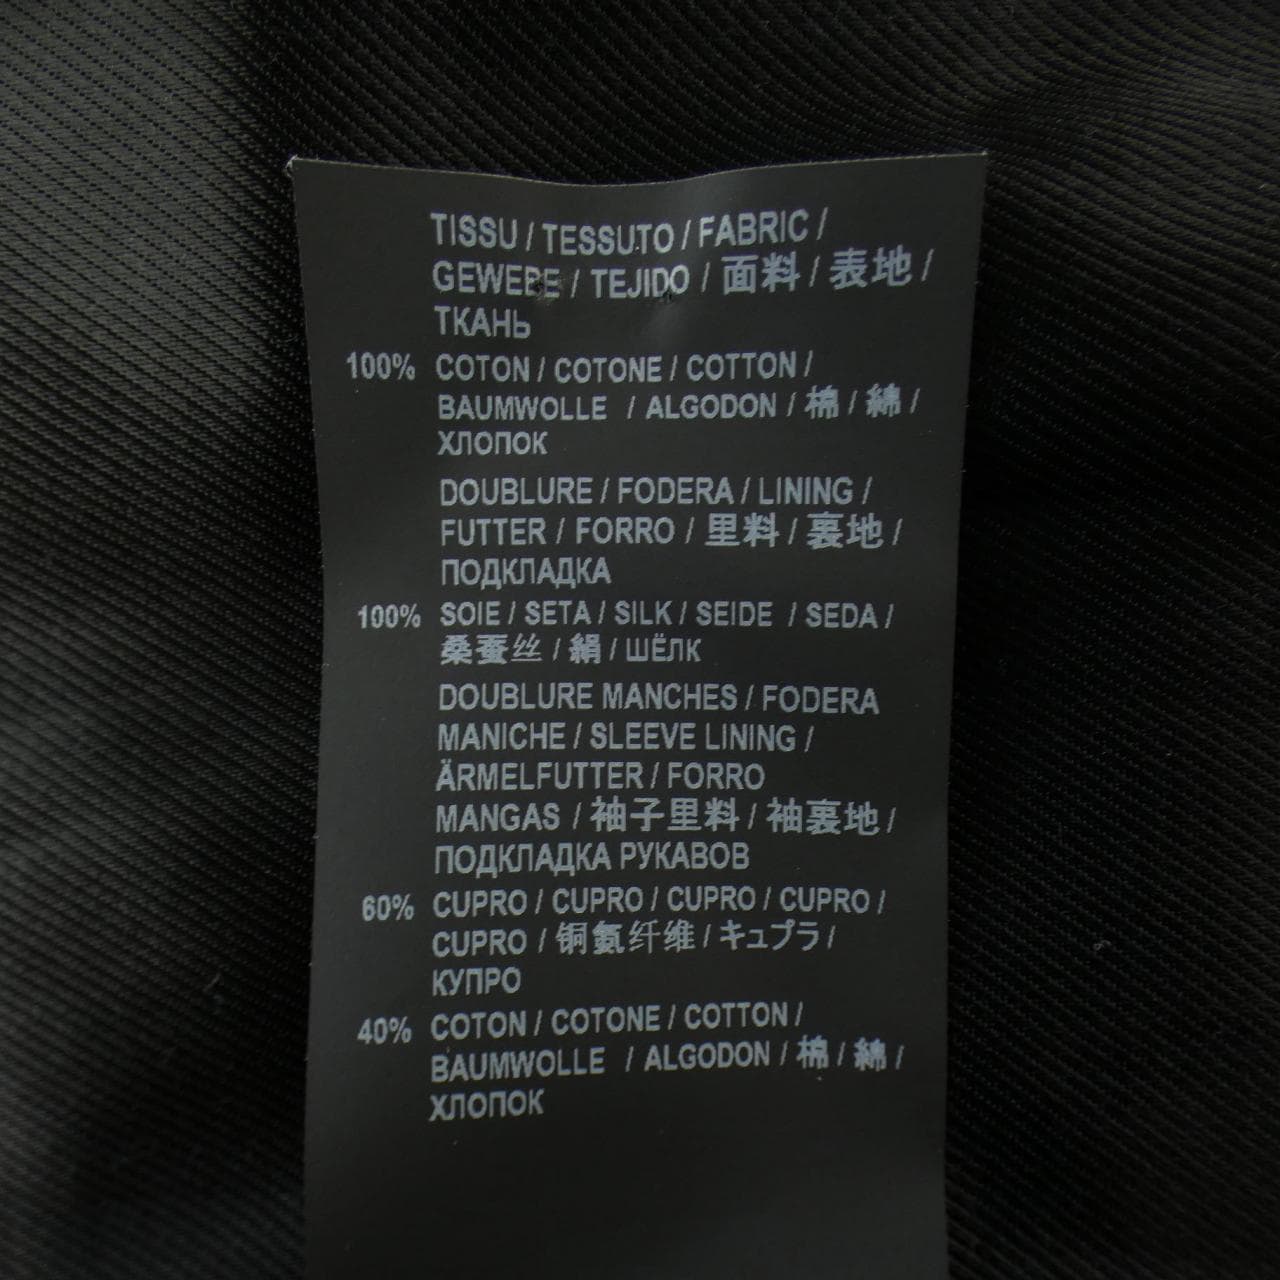 TISSU / TESSUTO / FABRIC /
GEWEBE / TEJIDO / 面料 / 表地 /
ТКАНЬ
100% COTON / COTONE / COTTON /
BAUMWOLLE / ALGODON / 棉 / 綿 /
ХЛОПОК
DOUBLURE / FODERA / LINING /
FUTTER / FORRO / 里料 / 裏地 /
ПОДКЛАДКА
100% SOIE / SETA / SILK / SEIDE / SEDA /
桑蚕丝 / 絹 / ШЁЛК
DOUBLURE MANCHES / FODERA
MANICHE / SLEEVE LINING /
ÄRMELFUTTER / FORRO
MANGAS / 袖子里料 / 袖裏地 /
ПОДКЛАДКА РУКАВОВ
60% CUPRO / CUPRO / CUPRO / CUPRO /
CUPRO / 铜氨纤维 / キュプラ /
КУПРО
40% COTON / COTONE / COTTON /
BAUMWOLLE / ALGODON / 棉 / 綿 /
ХЛОПОК